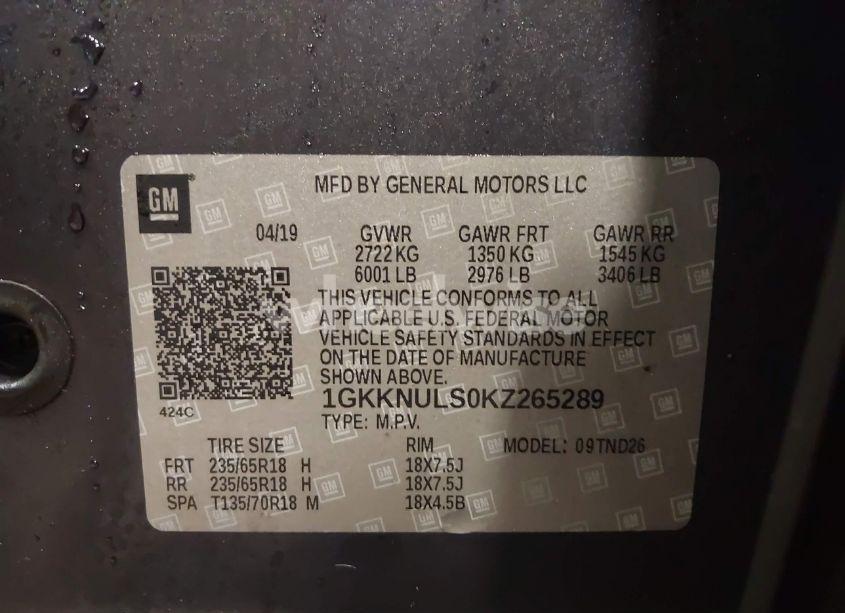 GM
MFD BY GENERAL MOTORS LLC
04/19 GVWR GAWR FRT GAWR RR
2722 KG 1350 KG 1545 KG
6001 LB 2976 LB 3406 LB
THIS VEHICLE CONFORMS TO ALL
APPLICABLE U.S. FEDERAL MOTOR
VEHICLE SAFETY STANDARDS IN EFFECT
ON THE DATE OF MANUFACTURE
SHOWN ABOVE.
424C
1GKKNULS0KZ265289
TYPE: M.P.V.
TIRE SIZE RIM MODEL: 09TND26
FRT 235/65R18 H 18X7.5J
RR 235/65R18 H 18X7.5J
SPA T135/70R18 M 18X4.5B